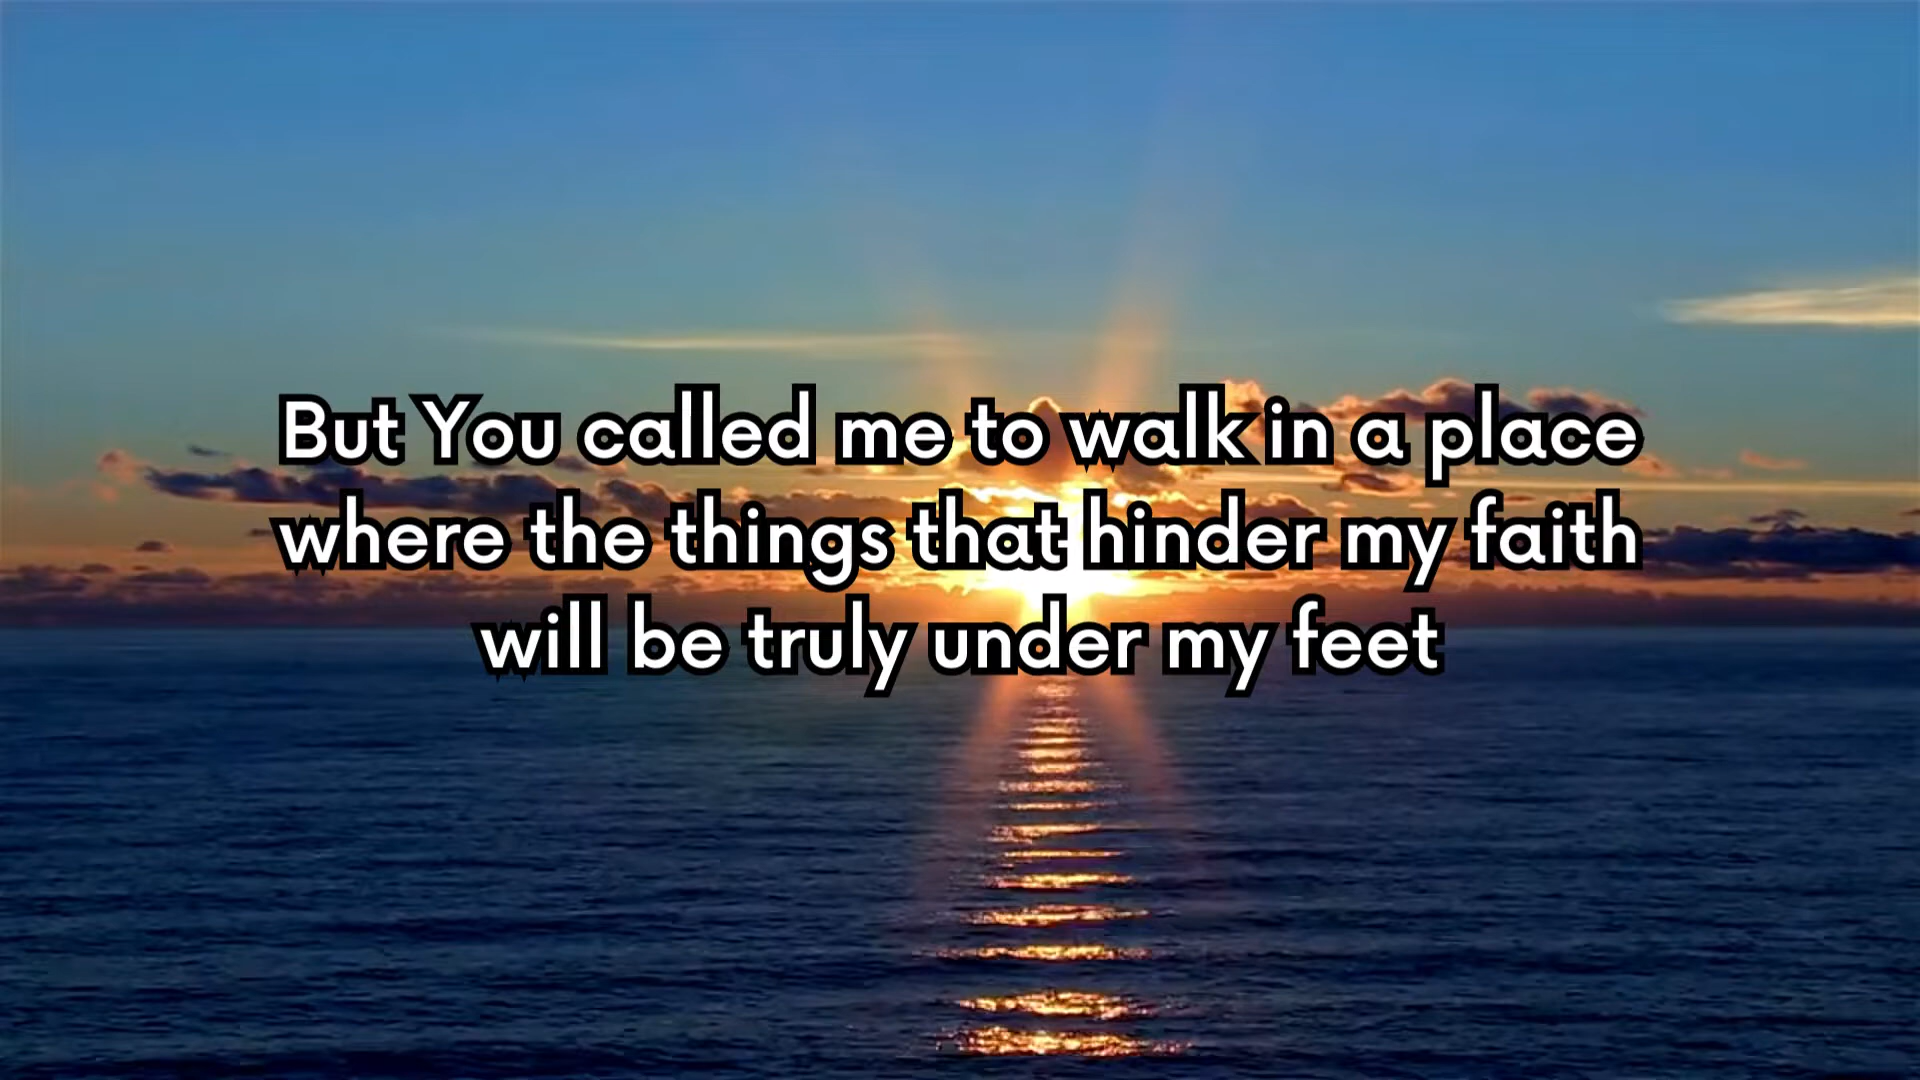 But You called me to walk in a place
where the things that hinder my faith
will be truly under my feet